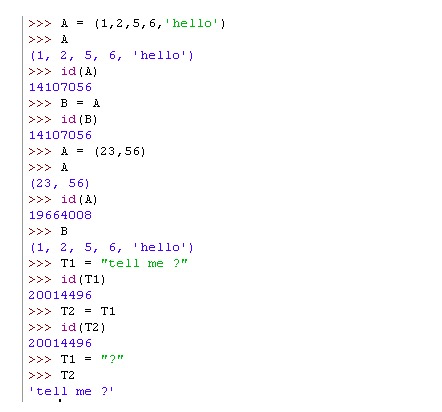 >>> A = (1,2,5,6,'hello')
>>> A
(1, 2, 5, 6, 'hello')
>>> id(A)
14107056
>>> B = A
>>> id(B)
14107056
>>> A = (23,56)
>>> A
(23, 56)
>>> id(A)
19664008
>>> B
(1, 2, 5, 6, 'hello')
>>> T1 = "tell me ?"
>>> id(T1)
20014496
>>> T2 = T1
>>> id(T2)
20014496
>>> T1 = "?"
>>> T2
'tell me ?'